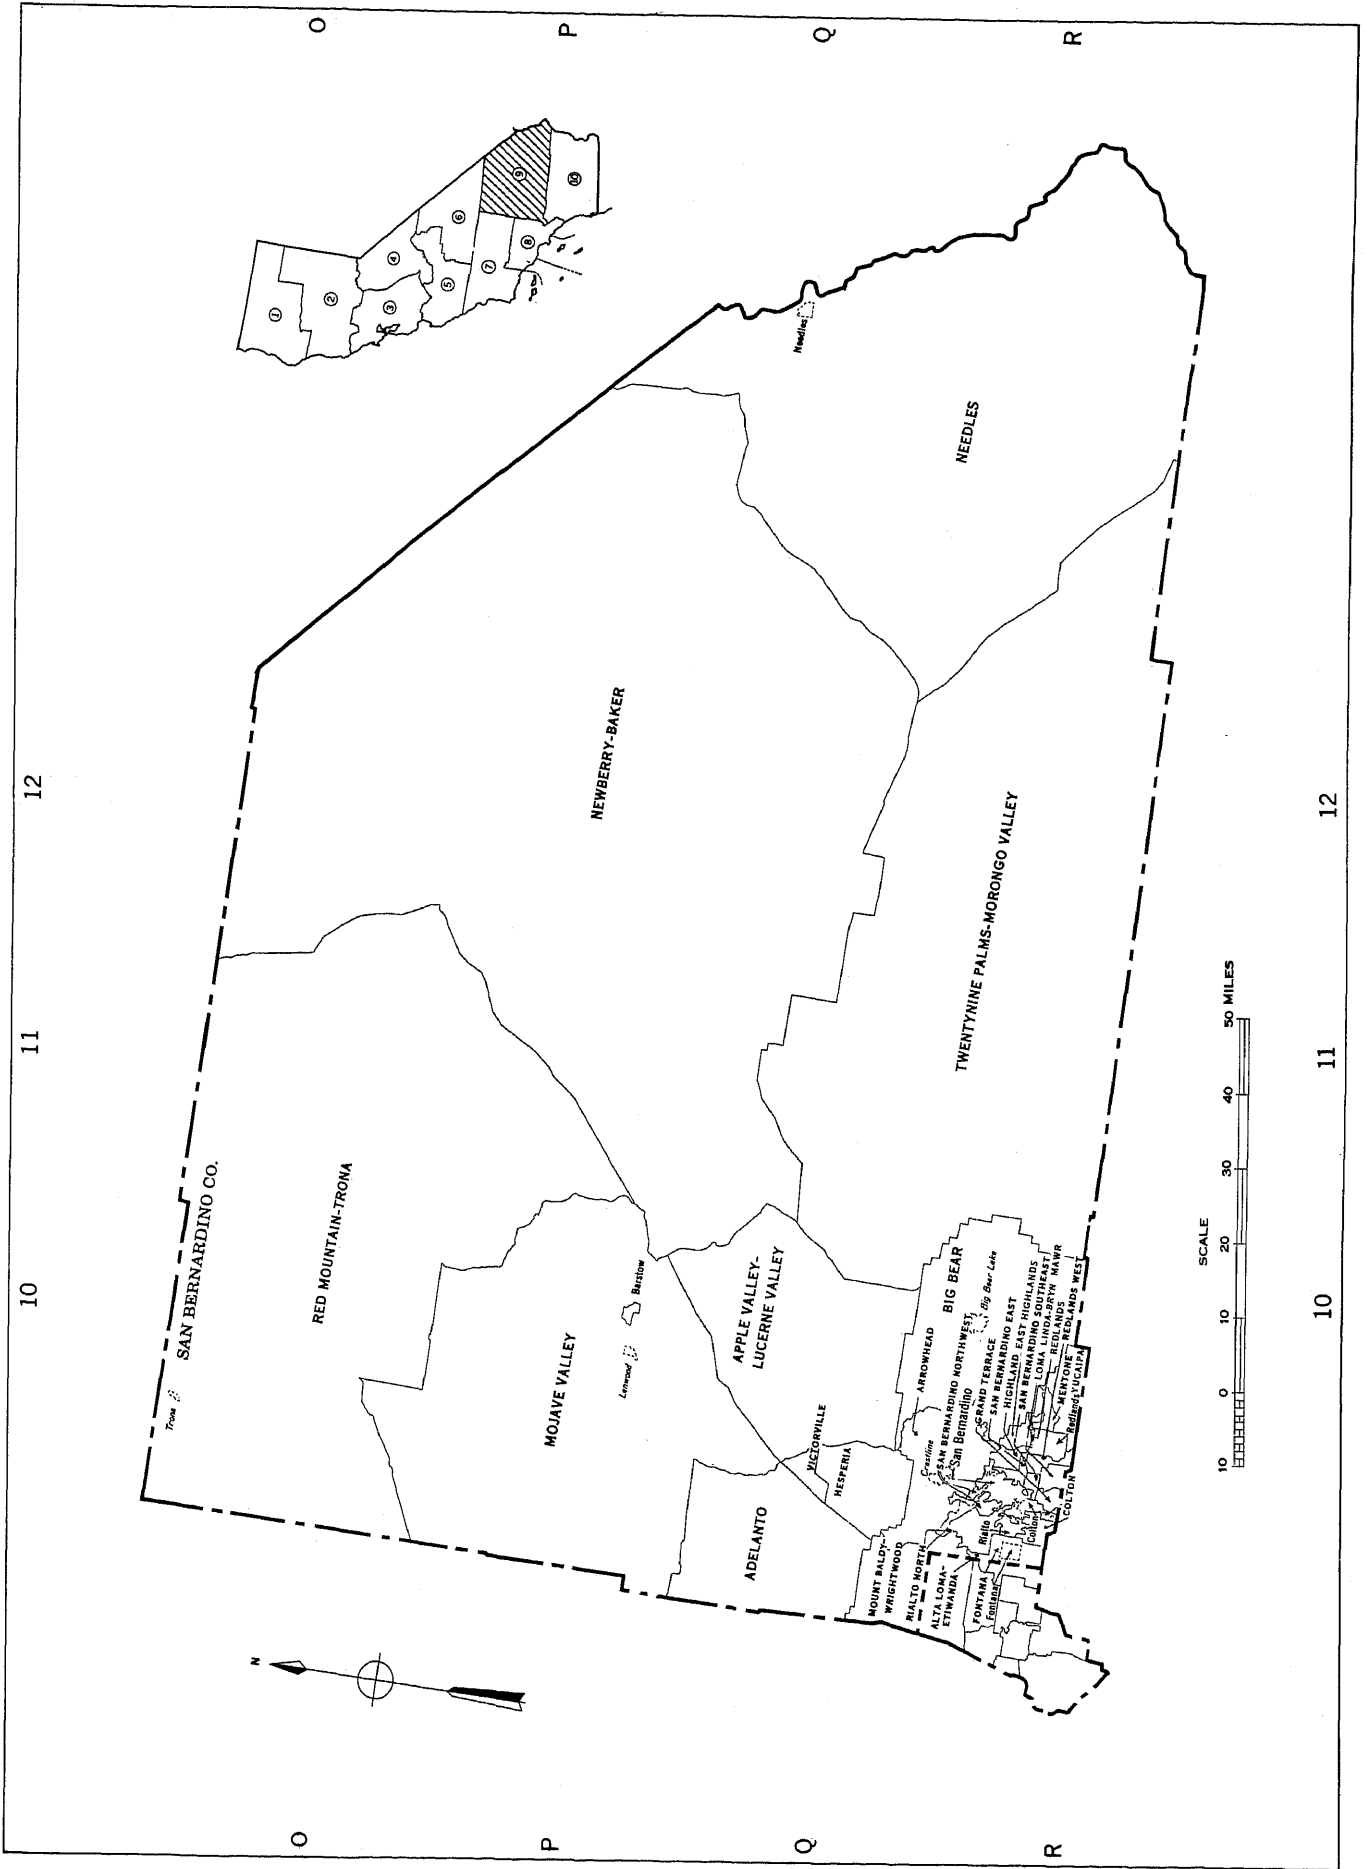 10
11
12
O
P
Q
R
1
2
3
4
5
6
7
8
9
10
N
Trona
SAN BERNARDINO CO.
RED MOUNTAIN-TRONA
NEWBERRY-BAKER
MOJAVE VALLEY
Lenwood
Barstow
Needles
NEEDLES
ADELANTO
VICTORVILLE
HESPERIA
APPLE VALLEY-
LUCERNE VALLEY
TWENTYNINE PALMS-MORONGO VALLEY
MOUNT BALDY-
WRIGHTWOOD
RIALTO NORTH
ALTA LOMA-
ETIWANDA
FONTANA
Fontana
Rialto
Colton
COLTON
Crestline
ARROWHEAD
BIG BEAR
Big Bear Lake
SAN BERNARDINO NORTHWEST
San Bernardino
GRAND TERRACE
SAN BERNARDINO EAST
HIGHLAND EAST HIGHLANDS
SAN BERNARDINO SOUTHEAST
LOMA LINDA-BRYN MAWR
REDLANDS
REDLANDS WEST
MENTONE
Redlands
YUCAIPA
SCALE
10 0 10 20 30 40 50 MILES
O
P
Q
R
10
11
12